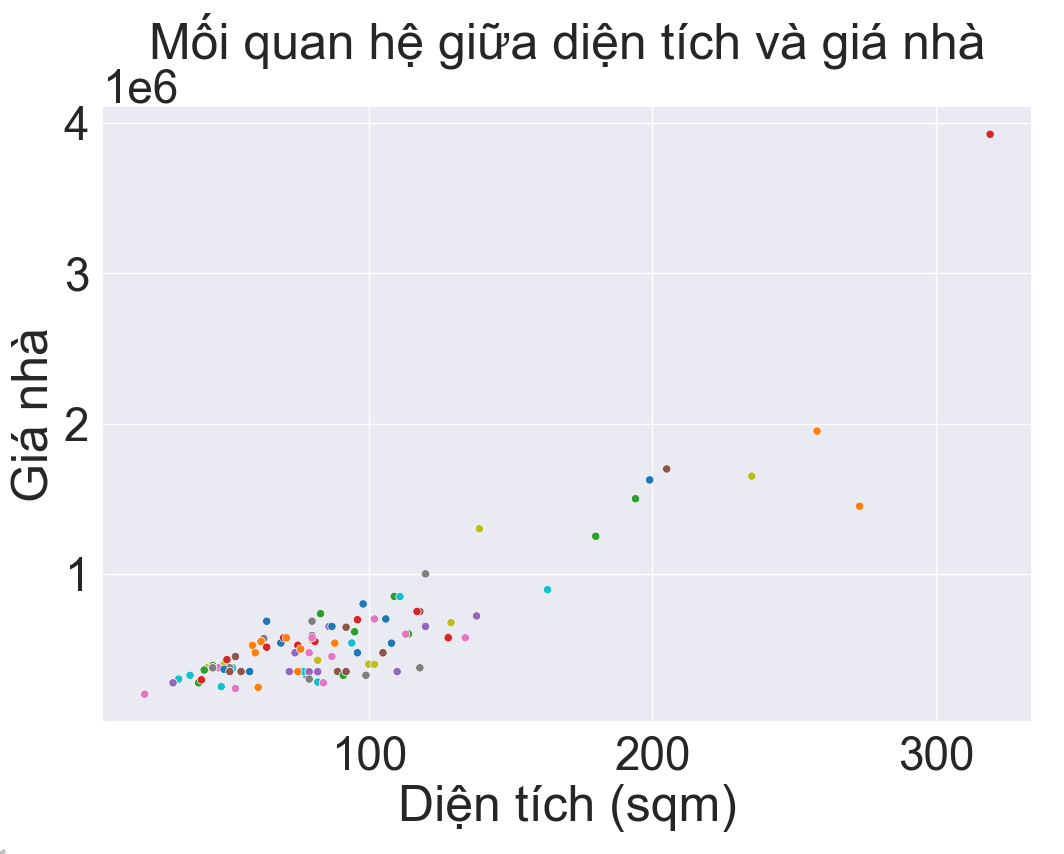 Mối quan hệ giữa diện tích và giá nhà
1e6
4
3
2
1
Giá nhà
100 200 300
Diện tích (sqm)